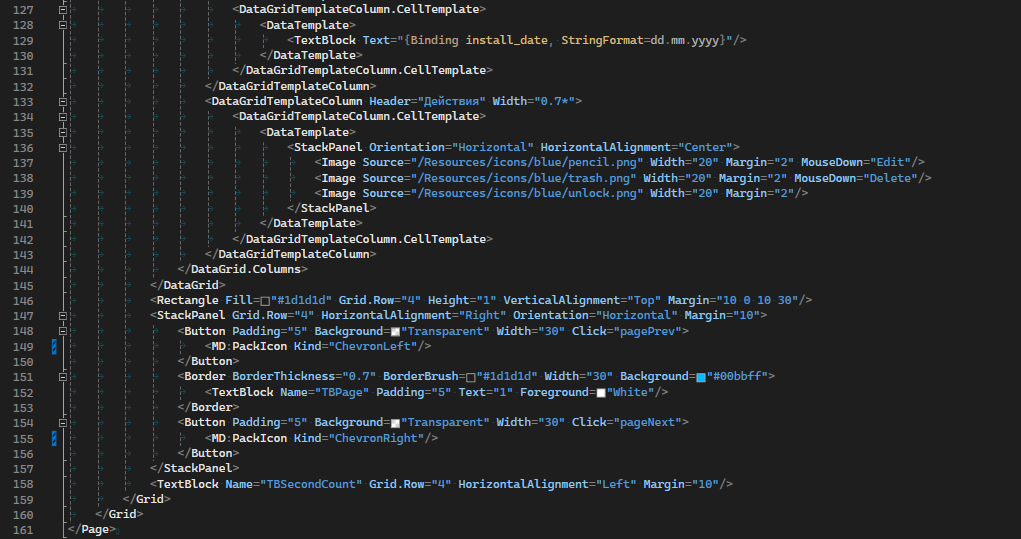 127 <DataGridTemplateColumn.CellTemplate>
128 <DataTemplate>
129 <TextBlock Text="{Binding install_date, StringFormat=dd.mm.yyyy}"/>
130 </DataTemplate>
131 </DataGridTemplateColumn.CellTemplate>
132 </DataGridTemplateColumn>
133 <DataGridTemplateColumn Header="Действия" Width="0.7*">
134 <DataGridTemplateColumn.CellTemplate>
135 <DataTemplate>
136 <StackPanel Orientation="Horizontal" HorizontalAlignment="Center">
137 <Image Source="/Resources/icons/blue/pencil.png" Width="20" Margin="2" MouseDown="Edit"/>
138 <Image Source="/Resources/icons/blue/trash.png" Width="20" Margin="2" MouseDown="Delete"/>
139 <Image Source="/Resources/icons/blue/unlock.png" Width="20" Margin="2"/>
140 </StackPanel>
141 </DataTemplate>
142 </DataGridTemplateColumn.CellTemplate>
143 </DataGridTemplateColumn>
144 </DataGrid.Columns>
145 </DataGrid>
146 <Rectangle Fill="#1d1d1d" Grid.Row="4" Height="1" VerticalAlignment="Top" Margin="10 0 10 30"/>
147 <StackPanel Grid.Row="4" HorizontalAlignment="Right" Orientation="Horizontal" Margin="10">
148 <Button Padding="5" Background="Transparent" Width="30" Click="pagePrev">
149 <MD:PackIcon Kind="ChevronLeft"/>
150 </Button>
151 <Border BorderThickness="0.7" BorderBrush="#1d1d1d" Width="30" Background="#00bbff">
152 <TextBlock Name="TBPage" Padding="5" Text="1" Foreground="White"/>
153 </Border>
154 <Button Padding="5" Background="Transparent" Width="30" Click="pageNext">
155 <MD:PackIcon Kind="ChevronRight"/>
156 </Button>
157 </StackPanel>
158 <TextBlock Name="TBSecondCount" Grid.Row="4" HorizontalAlignment="Left" Margin="10"/>
159 </Grid>
160 </Grid>
161 </Page>